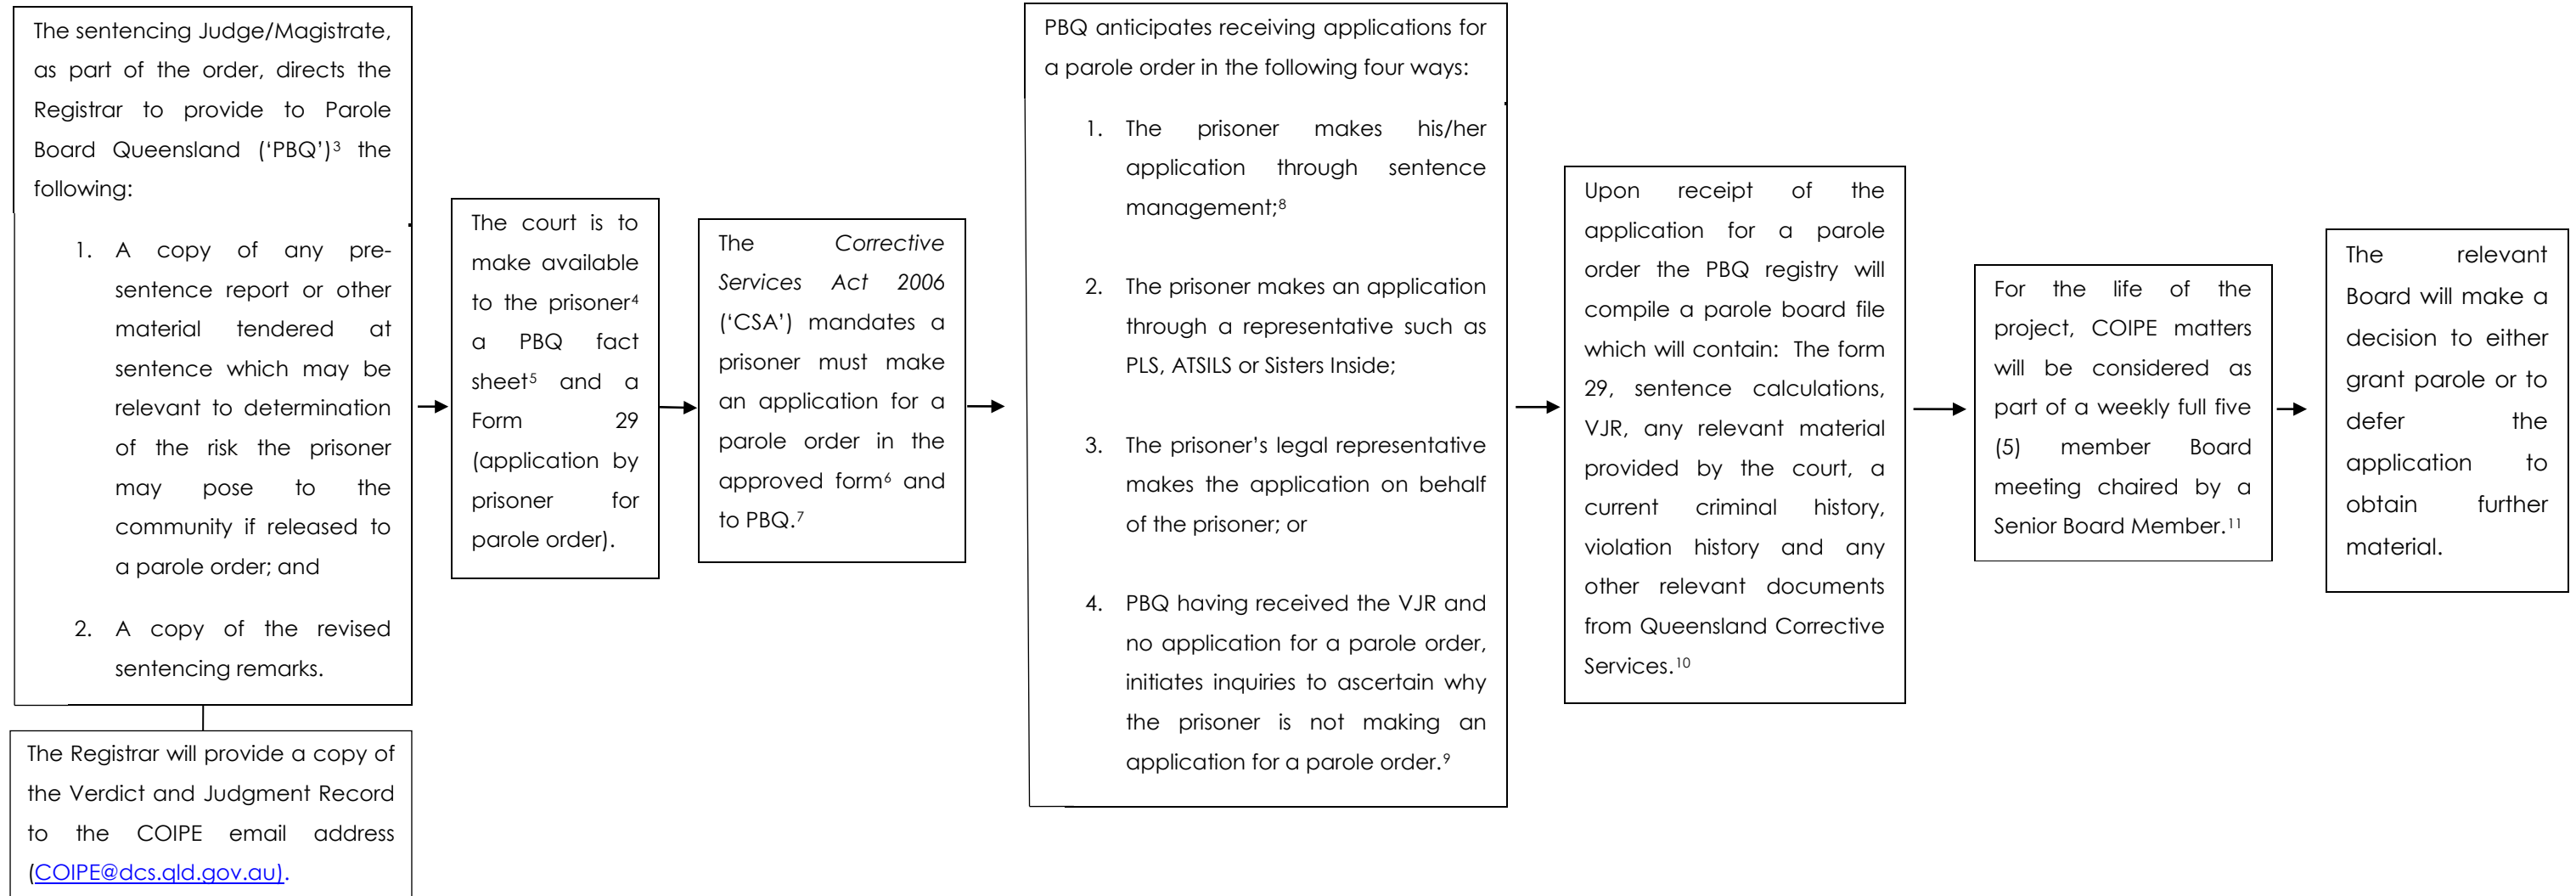 The sentencing Judge/Magistrate,
as part of the order, directs the
Registrar to provide to Parole
Board Queensland (‘PBQ’)³ the
following:
1. A copy of any pre-
sentence report or other
material tendered at
sentence which may be
relevant to determination
of the risk the prisoner
may pose to the
community if released to
a parole order; and
2. A copy of the revised
sentencing remarks.
The Registrar will provide a copy of
the Verdict and Judgment Record
to the COIPE email address
(COIPE@dcs.qld.gov.au).
The court is to
make available
to the prisoner⁴
a PBQ fact
sheet⁵ and a
Form 29
(application by
prisoner for
parole order).
The Corrective
Services Act 2006
(‘CSA’) mandates a
prisoner must make
an application for a
parole order in the
approved form⁶ and
to PBQ.⁷
PBQ anticipates receiving applications for
a parole order in the following four ways:
1. The prisoner makes his/her
application through sentence
management;⁸
2. The prisoner makes an application
through a representative such as
PLS, ATSILS or Sisters Inside;
3. The prisoner’s legal representative
makes the application on behalf
of the prisoner; or
4. PBQ having received the VJR and
no application for a parole order,
initiates inquiries to ascertain why
the prisoner is not making an
application for a parole order.⁹
Upon receipt of the
application for a parole
order the PBQ registry will
compile a parole board file
which will contain: The form
29, sentence calculations,
VJR, any relevant material
provided by the court, a
current criminal history,
violation history and any
other relevant documents
from Queensland Corrective
Services.¹⁰
For the life of the
project, COIPE matters
will be considered as
part of a weekly full five
(5) member Board
meeting chaired by a
Senior Board Member.¹¹
The relevant
Board will make a
decision to either
grant parole or to
defer the
application to
obtain further
material.